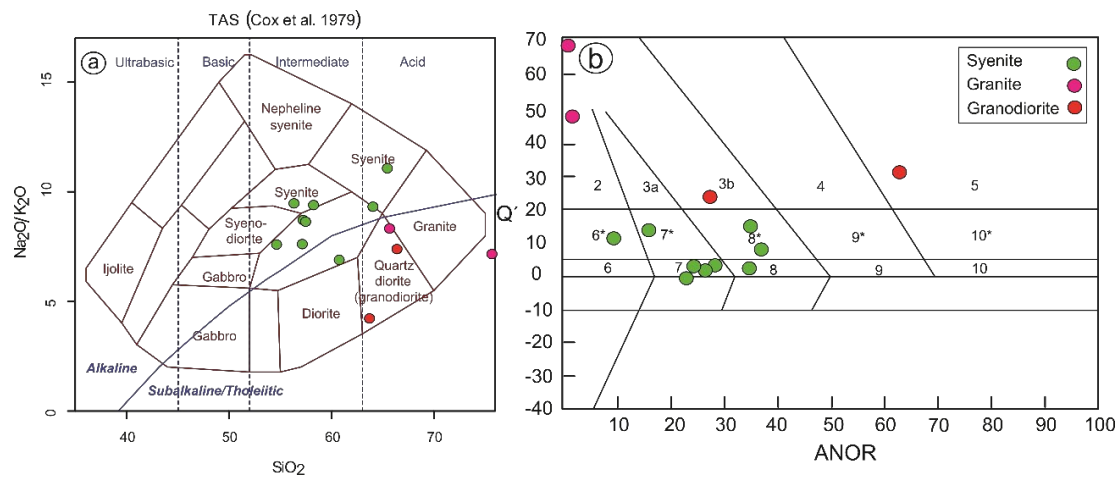 TAS (Cox et al. 1979)
a
Ultrabasic
Basic
Intermediate
Acid
Nepheline
syenite
Syenite
Syenite
Syeno-
diorite
Granite
Ijolite
Gabbro
Quartz
diorite
(granodiorite)
Diorite
Gabbro
Alkaline
Subalkaline/Tholeiitic
Na2O/K2O
0
5
10
15
40
50
60
70
SiO2
b
Syenite
Granite
Granodiorite
70
60
50
40
30
20
10
0
-10
-20
-30
-40
Q´
2
3a
3b
4
5
6*
7*
8*
9*
10*
6
7
8
9
10
0
10
20
30
40
50
60
70
80
90
100
ANOR